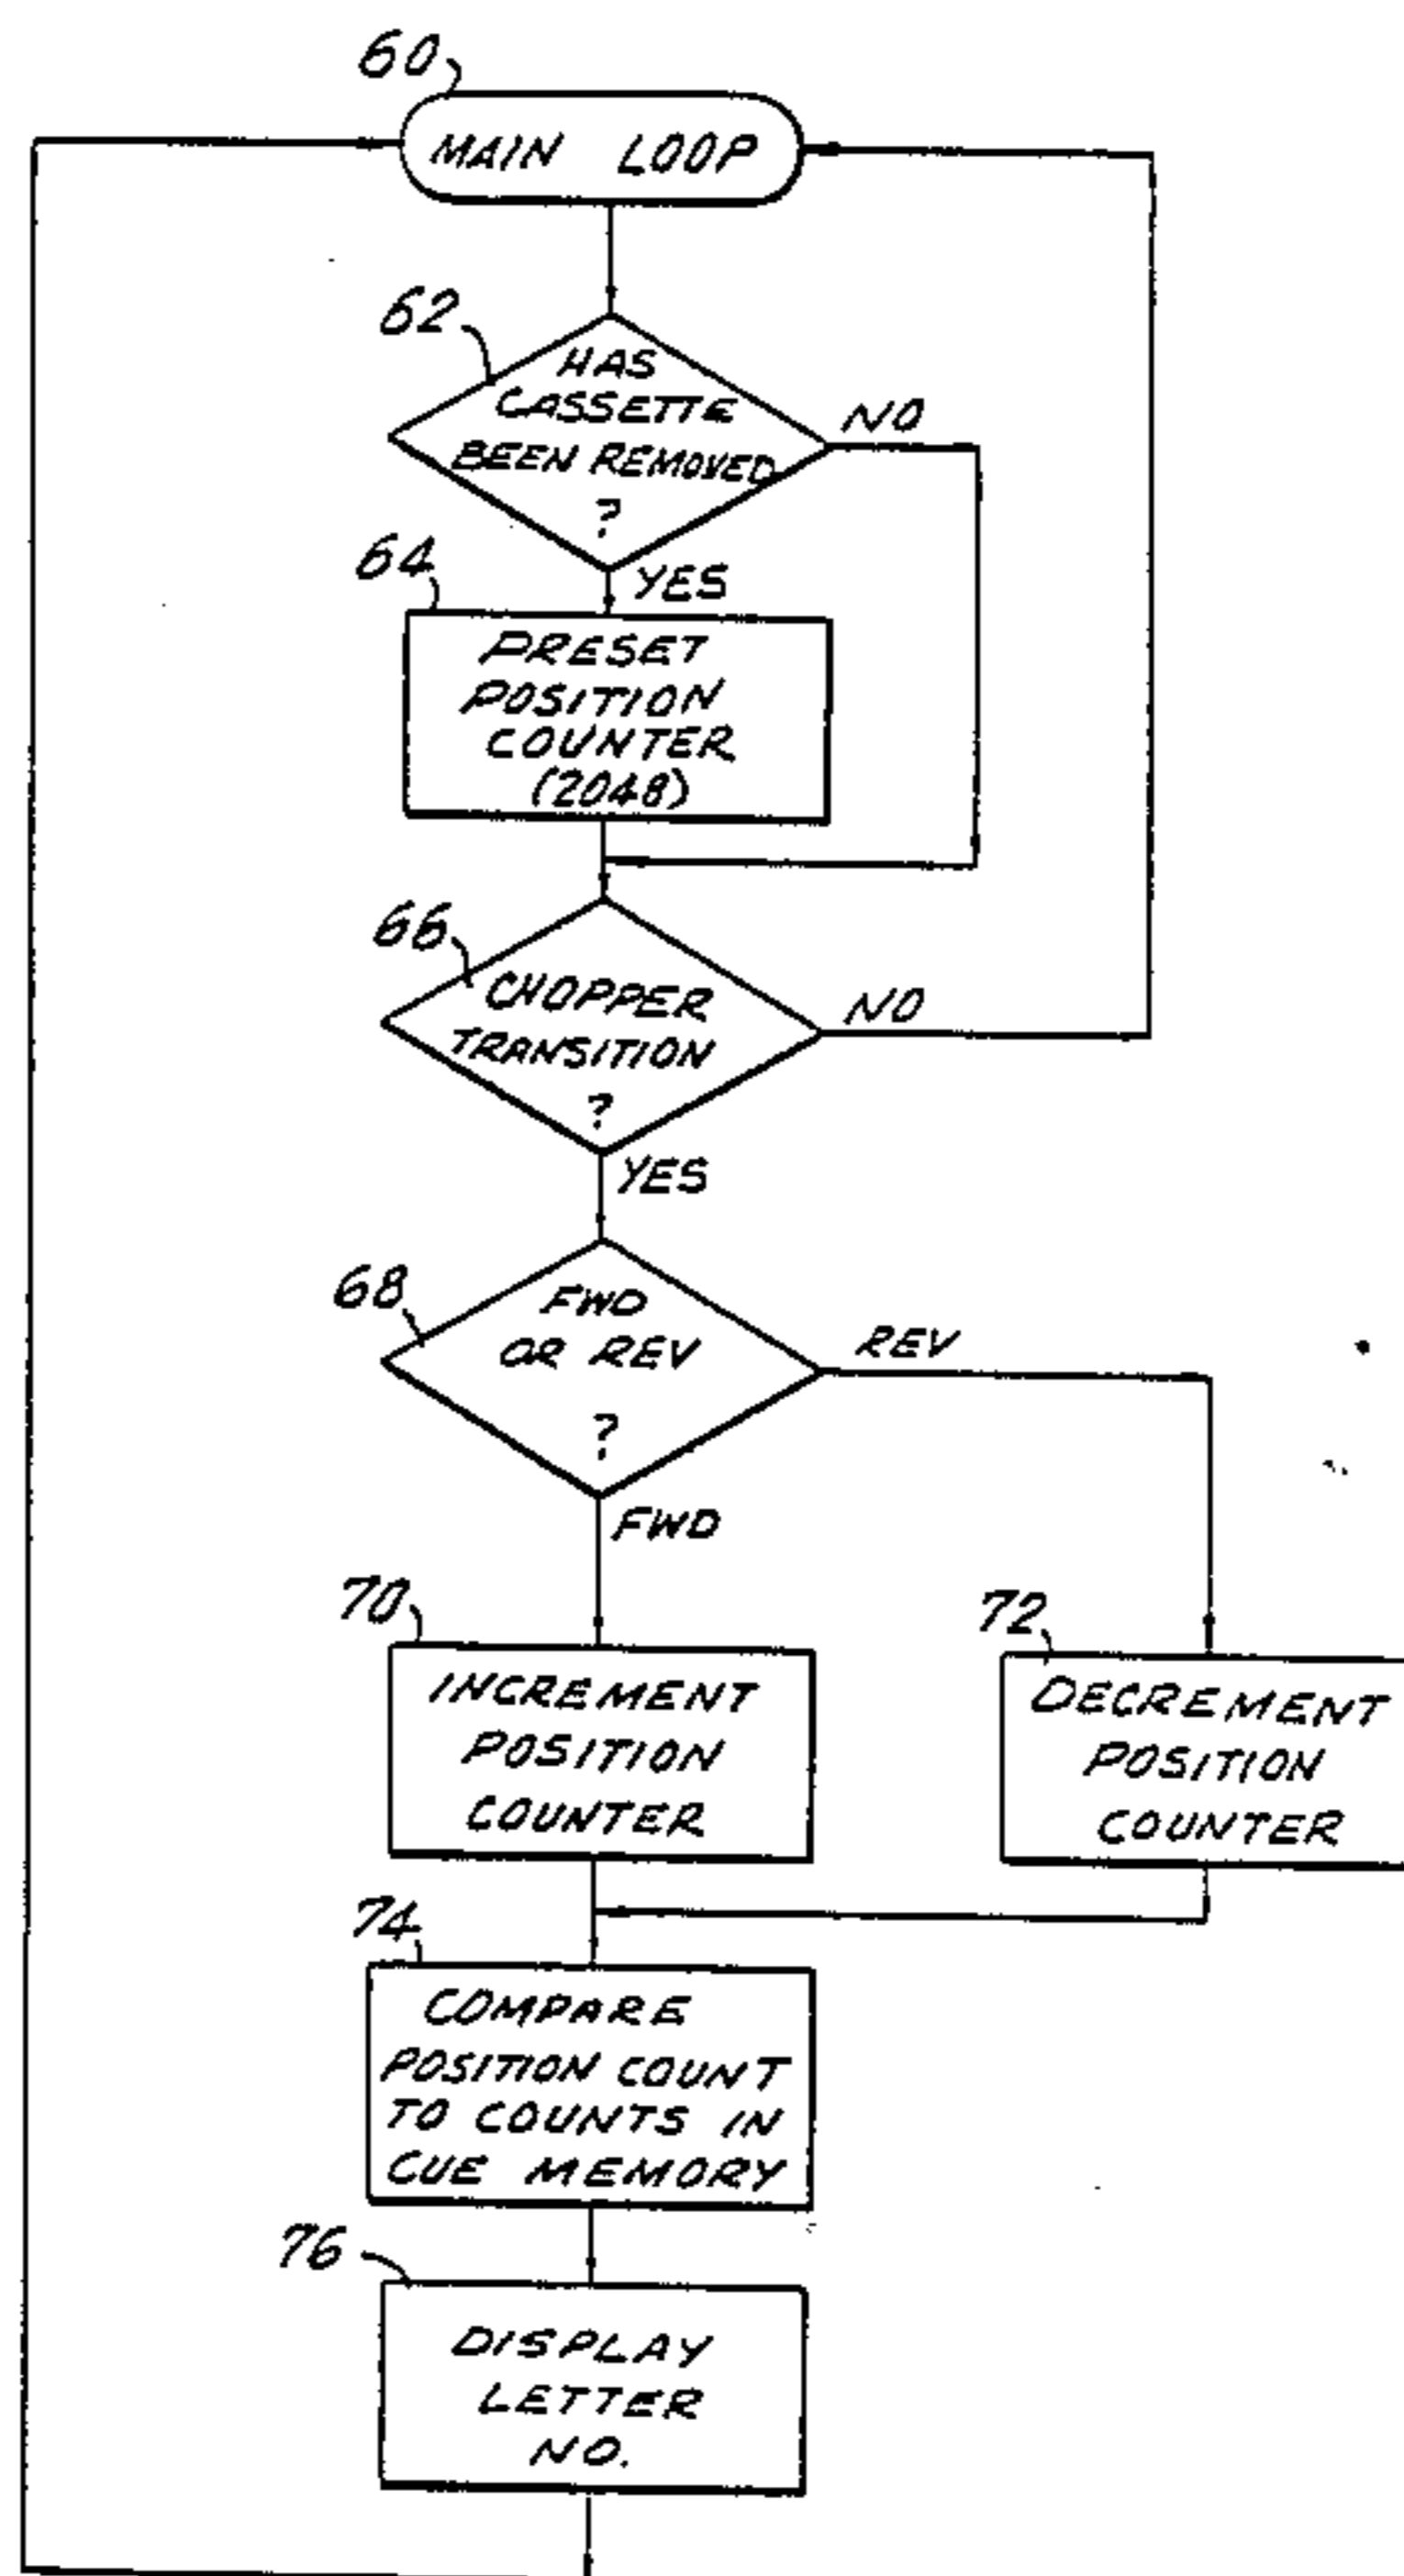 60
MAIN LOOP
62
HAS
CASSETTE
BEEN REMOVED
?
NO
YES
64
PRESET
POSITION
COUNTER
(2048)
66
CHOPPER
TRANSITION
?
NO
YES
68
FWD
OR REV
?
REV
FWD
70
INCREMENT
POSITION
COUNTER
72
DECREMENT
POSITION
COUNTER
74
COMPARE
POSITION COUNT
TO COUNTS IN
CUE MEMORY
76
DISPLAY
LETTER
NO.